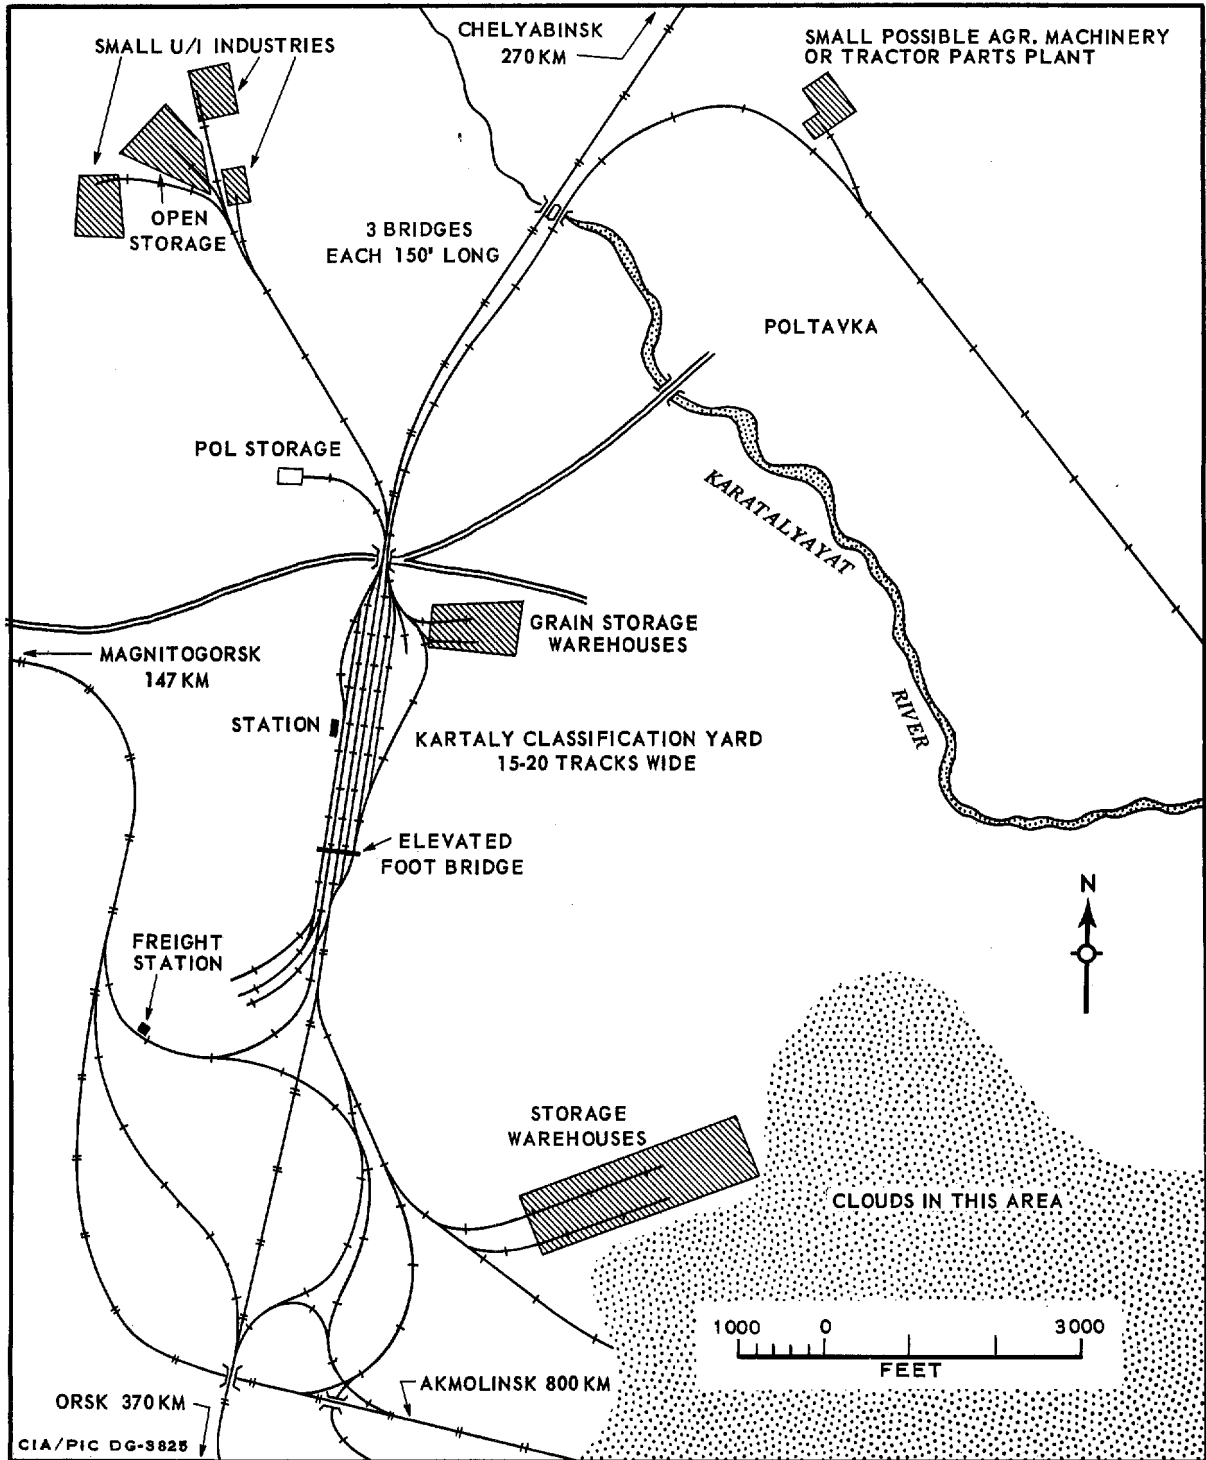 CHELYABINSK
270 KM
SMALL U/I INDUSTRIES
SMALL POSSIBLE AGR. MACHINERY
OR TRACTOR PARTS PLANT
OPEN
STORAGE
3 BRIDGES
EACH 150' LONG
POLTAVKA
POL STORAGE
KARATALYAYAT
RIVER
GRAIN STORAGE
WAREHOUSES
MAGNITOGORSK
147 KM
STATION
KARTALY CLASSIFICATION YARD
15-20 TRACKS WIDE
ELEVATED
FOOT BRIDGE
N
FREIGHT
STATION
STORAGE
WAREHOUSES
CLOUDS IN THIS AREA
1000 0 3000
FEET
AKMOLINSK 800 KM
ORSK 370 KM
CIA/PIC DG-3825